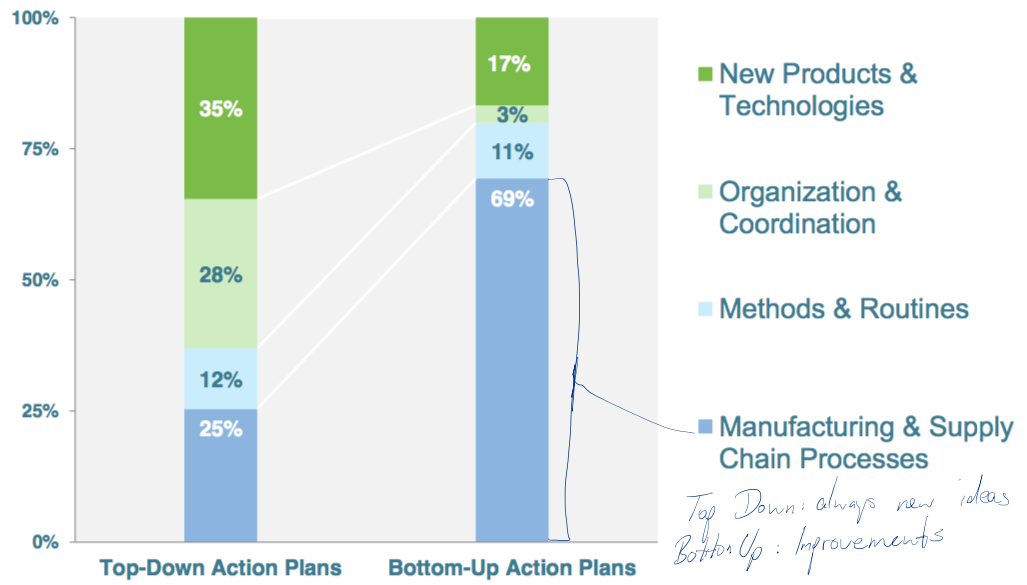 100%
75%
50%
25%
0%
35%
28%
12%
25%
17%
3%
11%
69%
Top-Down Action Plans
Bottom-Up Action Plans
New Products &
Technologies
Organization &
Coordination
Methods & Routines
Manufacturing & Supply
Chain Processes
Top Down: always new ideas
Bottom Up: Improvements